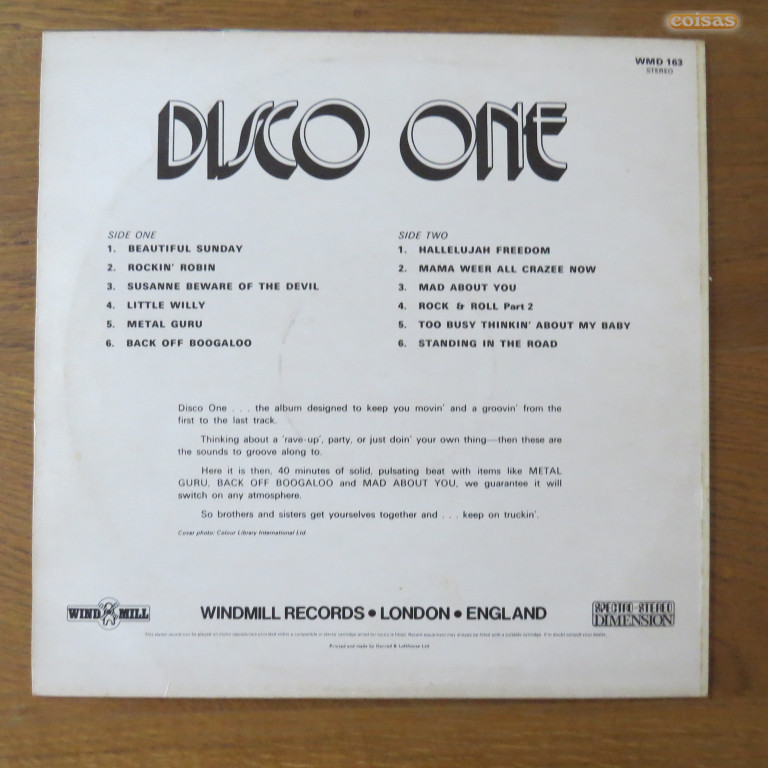 coisas
WMD 163
STEREO
DISCO ONE
SIDE ONE
1. BEAUTIFUL SUNDAY
2. ROCKIN' ROBIN
3. SUSANNE BEWARE OF THE DEVIL
4. LITTLE WILLY
5. METAL GURU
6. BACK OFF BOOGALOO
SIDE TWO
1. HALLELUJAH FREEDOM
2. MAMA WEER ALL CRAZEE NOW
3. MAD ABOUT YOU
4. ROCK & ROLL Part 2
5. TOO BUSY THINKIN' ABOUT MY BABY
6. STANDING IN THE ROAD
Disco One . . . the album designed to keep you movin' and a groovin' from the
first to the last track.
Thinking about a 'rave-up', party, or just doin' your own thing—then these are
the sounds to groove along to.
Here it is then, 40 minutes of solid, pulsating beat with items like METAL
GURU, BACK OFF BOOGALOO and MAD ABOUT YOU, we guarantee it will
switch on any atmosphere.
So brothers and sisters get yourselves together and . . . keep on truckin'.
Cover photo: Colour Library International Ltd
WINDMILL
WINDMILL RECORDS • LONDON • ENGLAND
SPECTRO-STEREO
DIMENSION
Printed and made by Garrod & Lofthouse Ltd